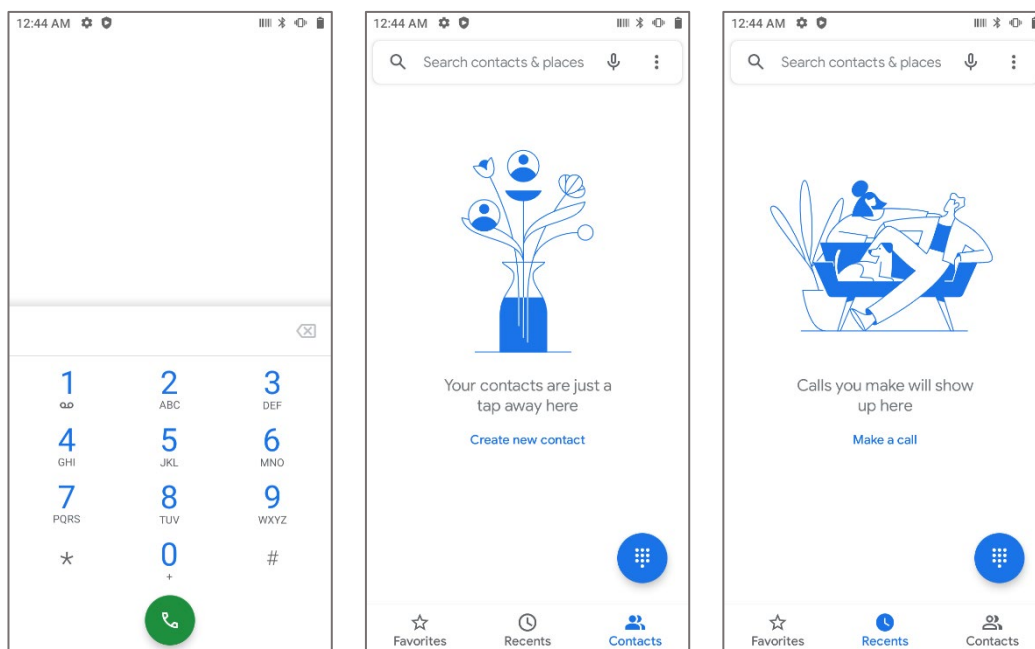 12:44 AM
1 2 3
ABC DEF
4 5 6
GHI JKL MNO
7 8 9
PQRS TUV WXYZ
* 0 #
+
12:44 AM
Search contacts & places
Your contacts are just a
tap away here
Create new contact
Favorites Recents Contacts
12:44 AM
Search contacts & places
Calls you make will show
up here
Make a call
Favorites Recents Contacts